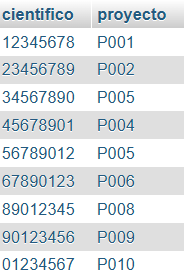 cientifico proyecto
12345678 P001
23456789 P002
34567890 P005
45678901 P004
56789012 P005
67890123 P006
89012345 P008
90123456 P009
01234567 P010